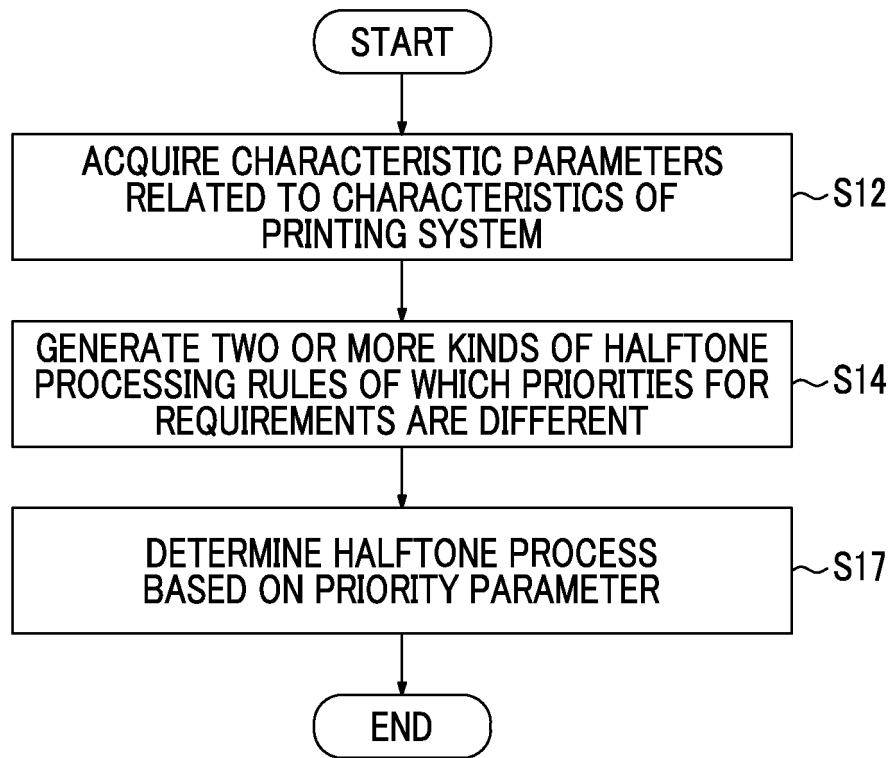 START
ACQUIRE CHARACTERISTIC PARAMETERS
RELATED TO CHARACTERISTICS OF
PRINTING SYSTEM
S12
GENERATE TWO OR MORE KINDS OF HALFTONE
PROCESSING RULES OF WHICH PRIORITIES FOR
REQUIREMENTS ARE DIFFERENT
S14
DETERMINE HALFTONE PROCESS
BASED ON PRIORITY PARAMETER
S17
END